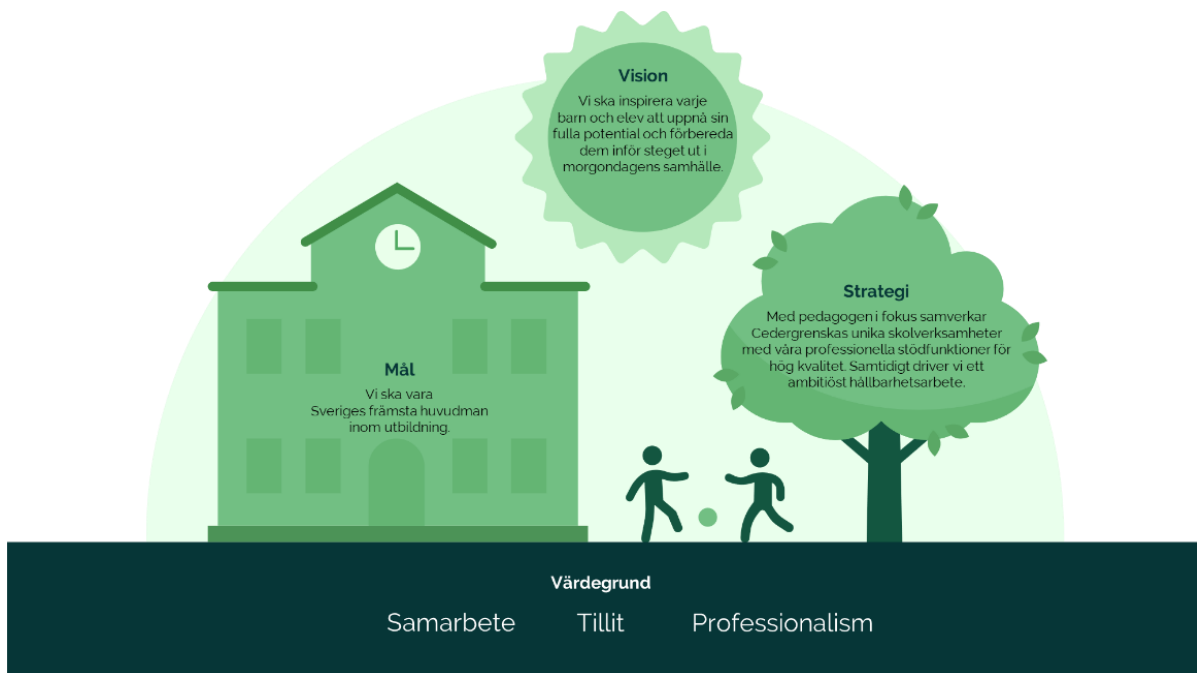 Vision
Vi ska inspirera varje
barn och elev att uppnå sin
fulla potential och förbereda
dem inför steget ut i
morgondagens samhälle.
Strategi
Med pedagogen i fokus samverkar
Cedergrenskas unika skolverksamheter
med våra professionella stödfunktioner för
hög kvalitet. Samtidigt driver vi ett
ambitiöst hållbarhetsarbete.
Mål
Vi ska vara
Sveriges främsta huvudman
inom utbildning.
Värdegrund
Samarbete Tillit Professionalism